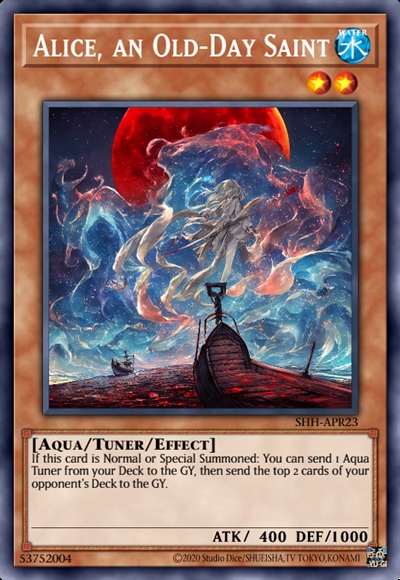 Alice, an Old-Day Saint
WATER
水
SHH-APR23
[Aqua/Tuner/Effect]
If this card is Normal or Special Summoned: You can send 1 Aqua
Tuner from your Deck to the GY, then send the top 2 cards of your
opponent's Deck to the GY.
ATK/ 400 DEF/1000
53752004
©2020 Studio Dice/SHUEISHA,TV TOKYO,KONAMI